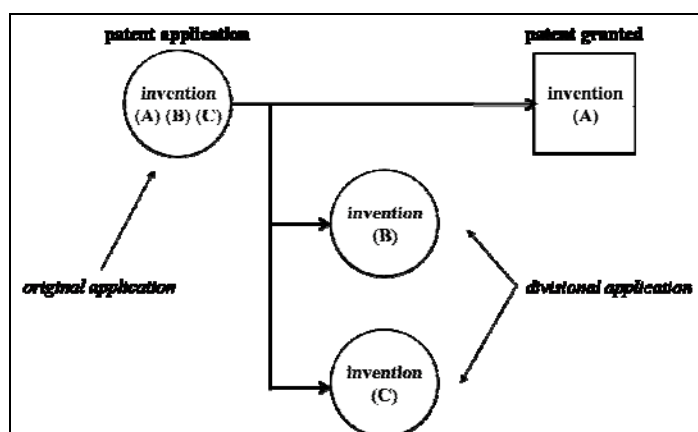 patent application
patent granted
invention
(A) (B) (C)
invention
(A)
invention
(B)
original application
divisional application
invention
(C)